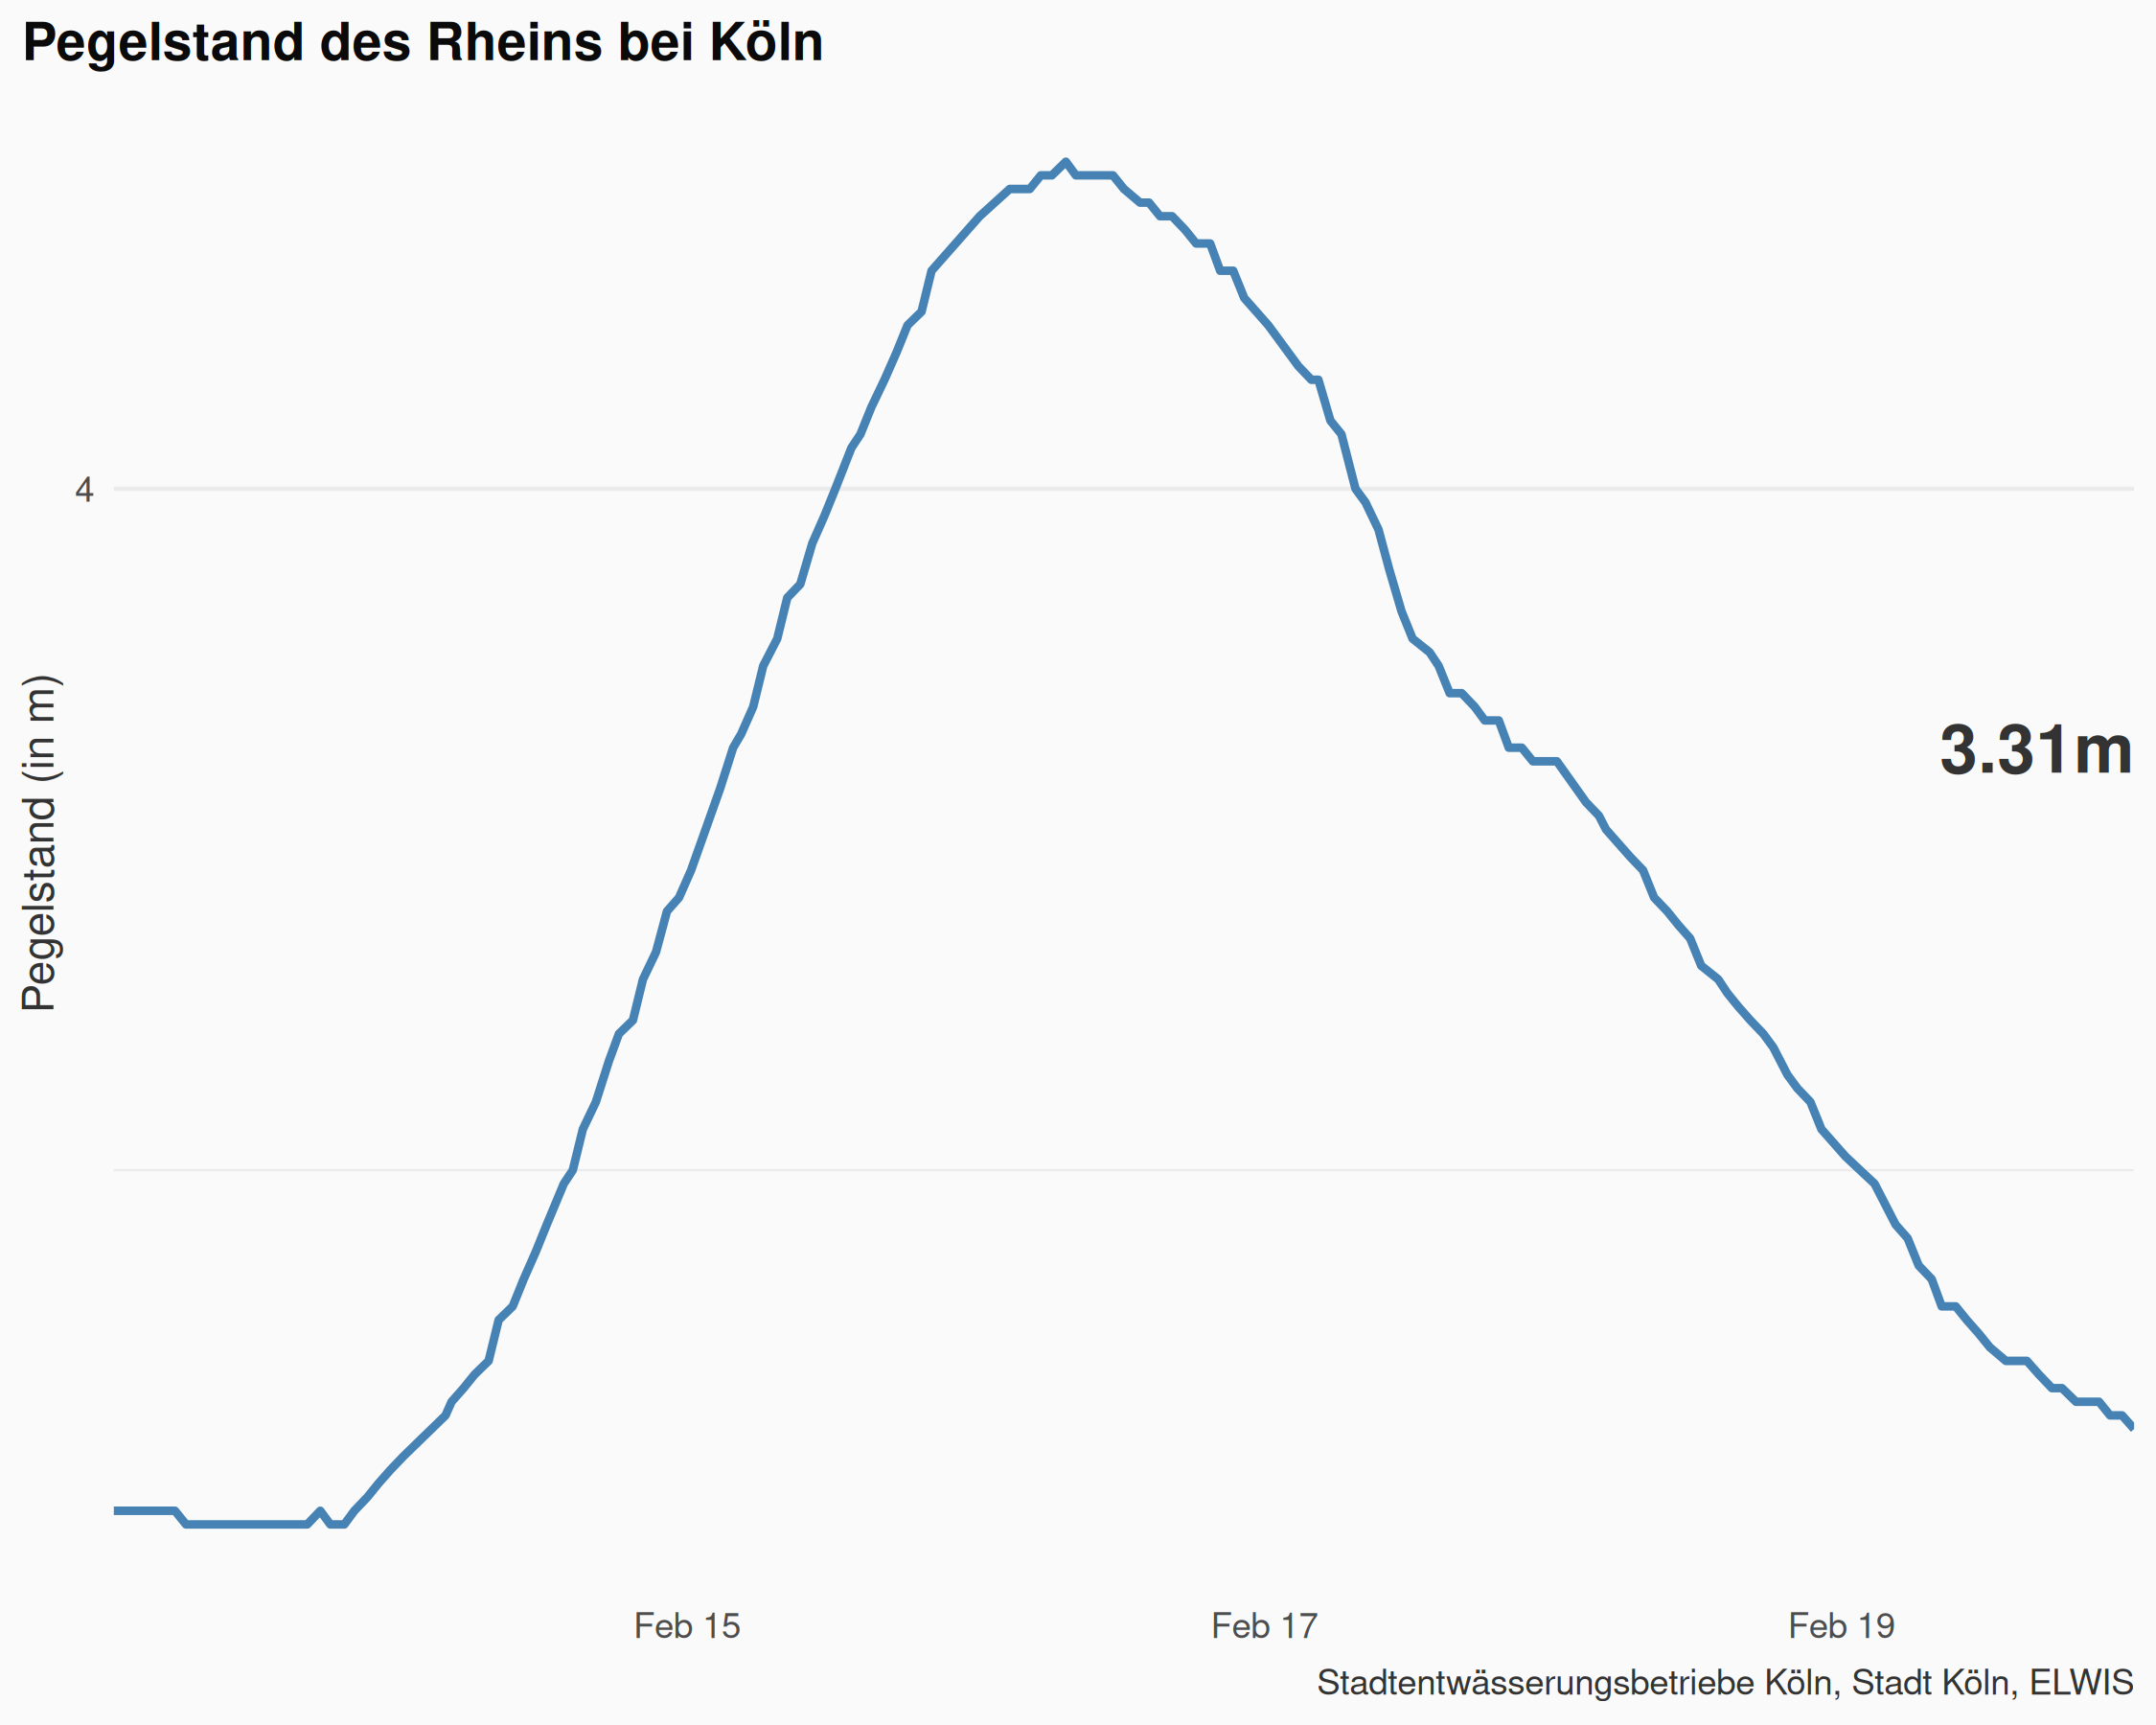 Pegelstand des Rheins bei Köln
4
Pegelstand (in m)
3.31m
Feb 15
Feb 17
Feb 19
Stadtentwässerungsbetriebe Köln, Stadt Köln, ELWIS